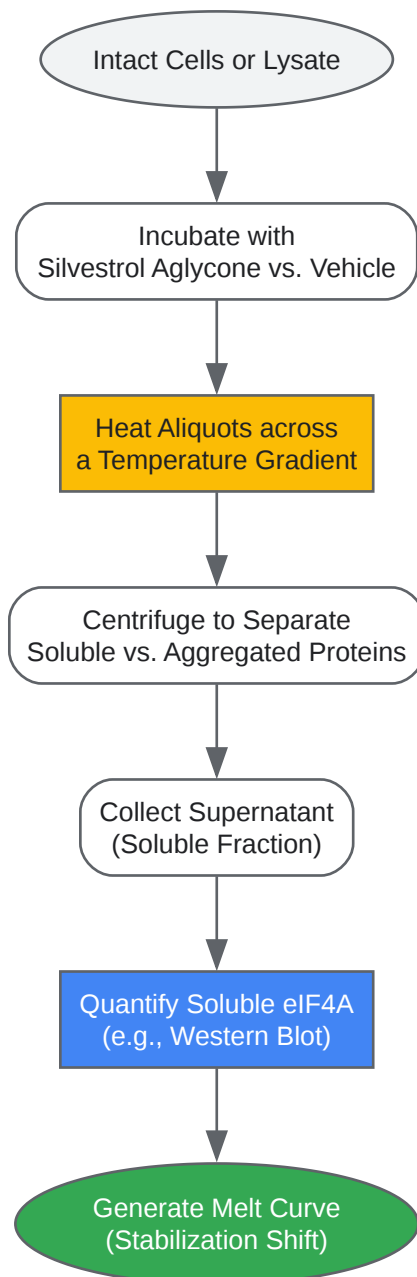 Intact Cells or Lysate
Incubate with
Silvestrol Aglycone vs. Vehicle
Heat Aliquots across
a Temperature Gradient
Centrifuge to Separate
Soluble vs. Aggregated Proteins
Collect Supernatant
(Soluble Fraction)
Quantify Soluble eIF4A
(e.g., Western Blot)
Generate Melt Curve
(Stabilization Shift)